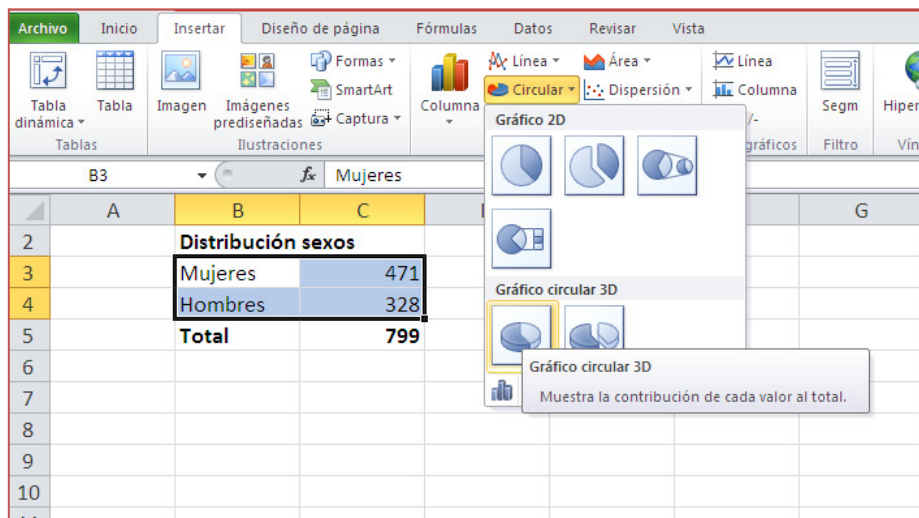 Archivo Inicio Insertar Diseño de página Fórmulas Datos Revisar Vista
Tabla dinámica
Tabla
Tablas
Imagen
Imágenes prediseñadas
Formas
SmartArt
Captura
Ilustraciones
Columna
Línea
Circular
Área
Dispersión
Línea
Columna
/-
gráficos
Segm
Filtro
Hiper
Vín
B3 fx Mujeres
Gráfico 2D
Gráfico circular 3D
Gráfico circular 3D
Muestra la contribución de cada valor al total.
A B C G
2 Distribución sexos
3 Mujeres 471
4 Hombres 328
5 Total 799
6
7
8
9
10